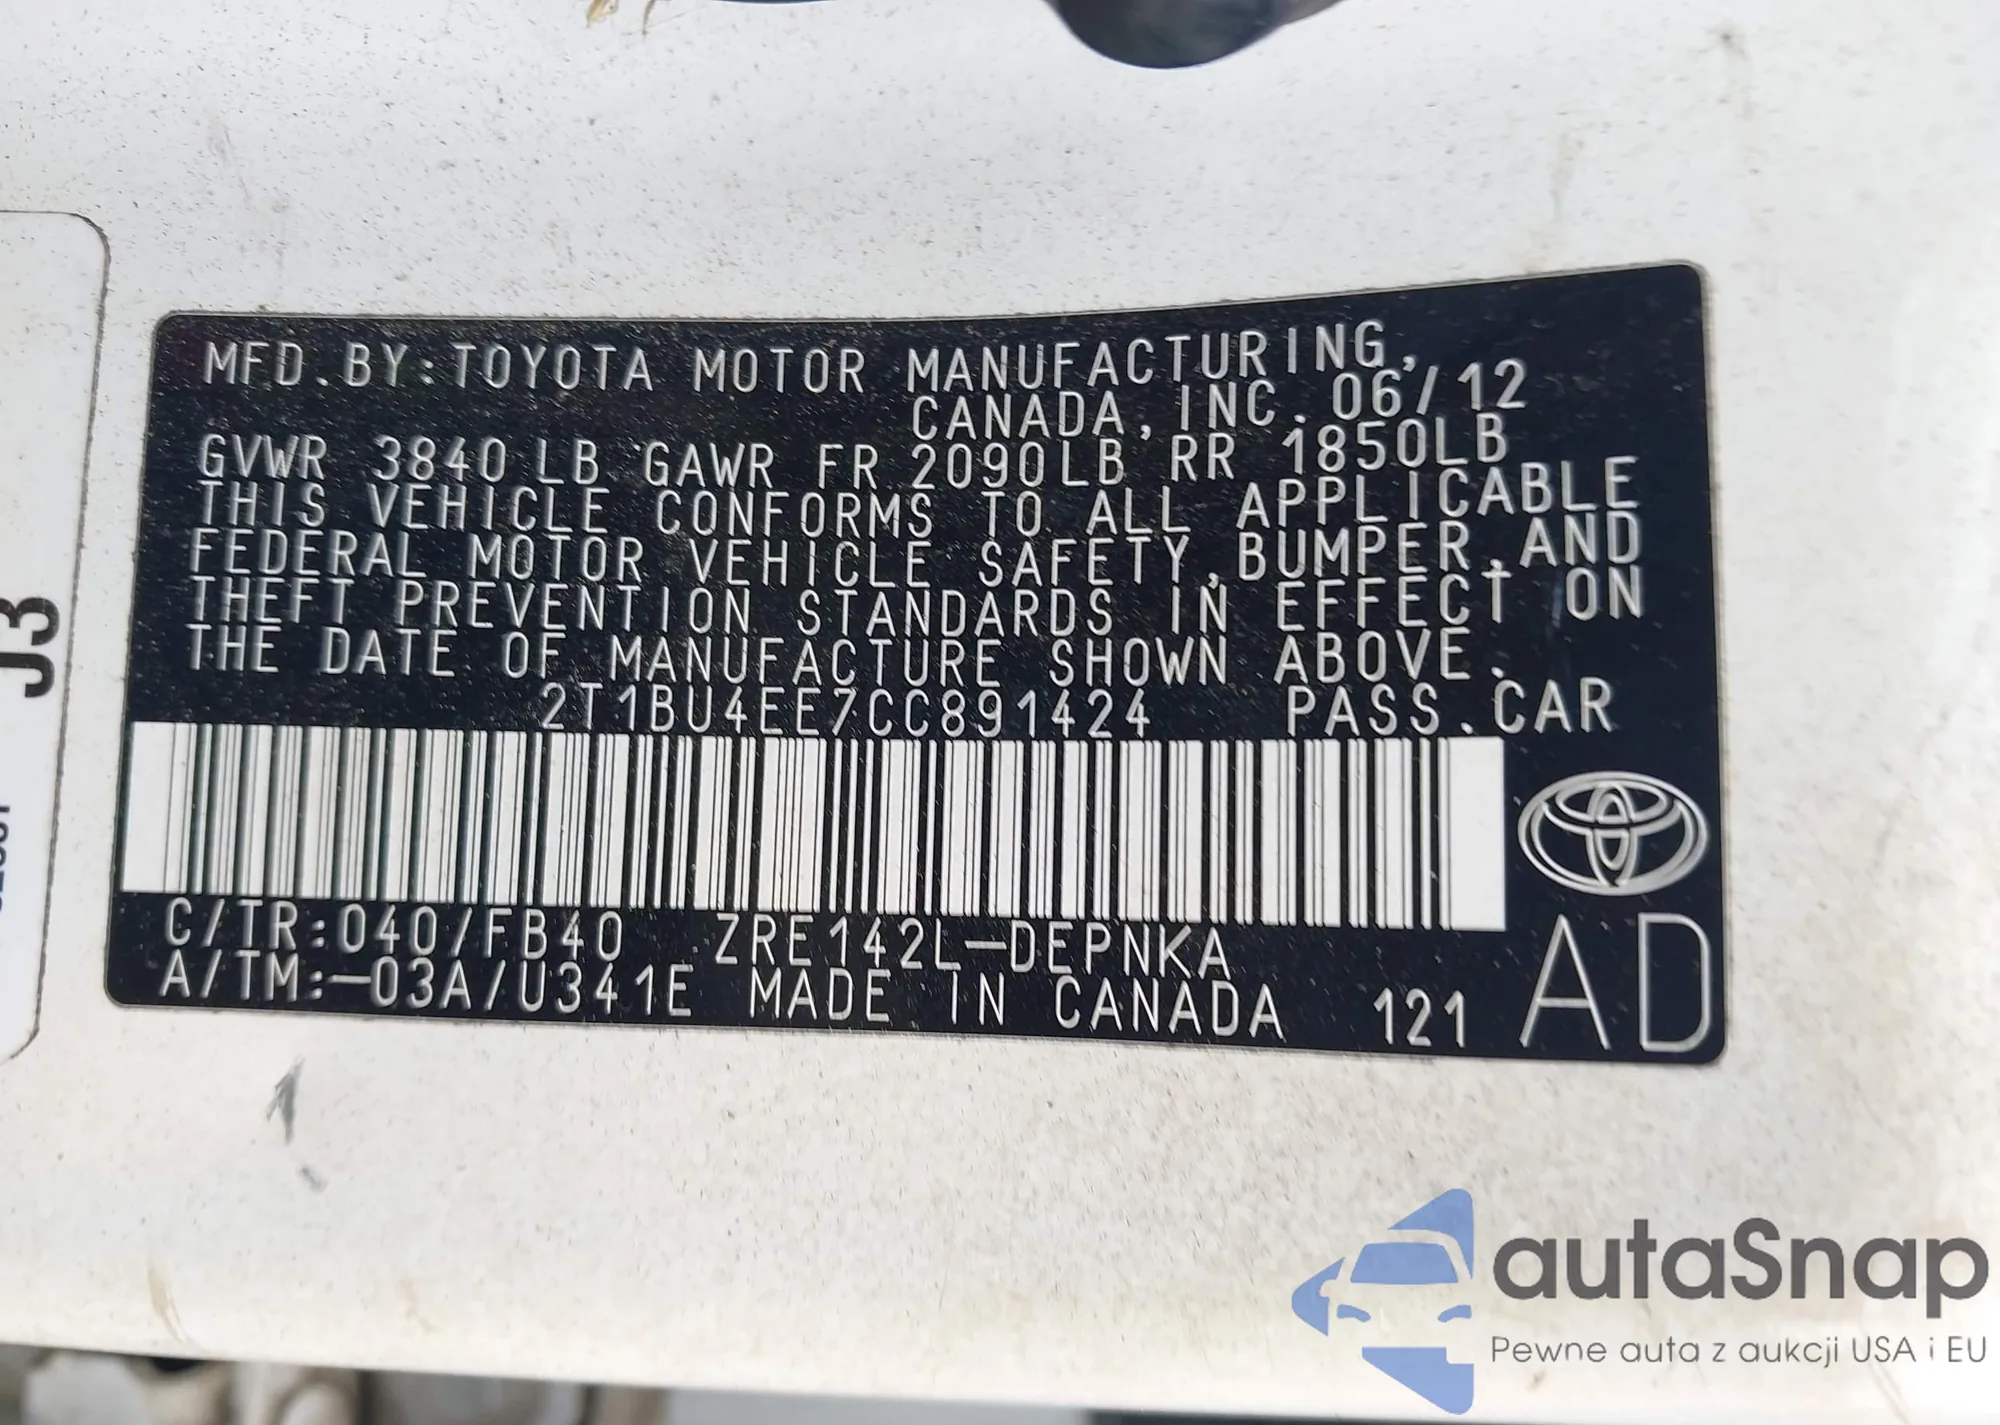 MFD.BY:TOYOTA MOTOR MANUFACTURING,
CANADA,INC. 06/12
GVWR 3840LB GAWR FR 2090LB RR 1850LB
THIS VEHICLE CONFORMS TO ALL APPLICABLE
FEDERAL MOTOR VEHICLE SAFETY,BUMPER,AND
THEFT PREVENTION STANDARDS IN EFFECT ON
THE DATE OF MANUFACTURE SHOWN ABOVE.
2T1BU4EE7CC891424 PASS.CAR
C/TR:040/FB40 ZRE142L-DEPNKA
A/TM:-03A/U341E MADE IN CANADA 121
AD
J3
autaSnap
Pewne auta z aukcji USA i EU